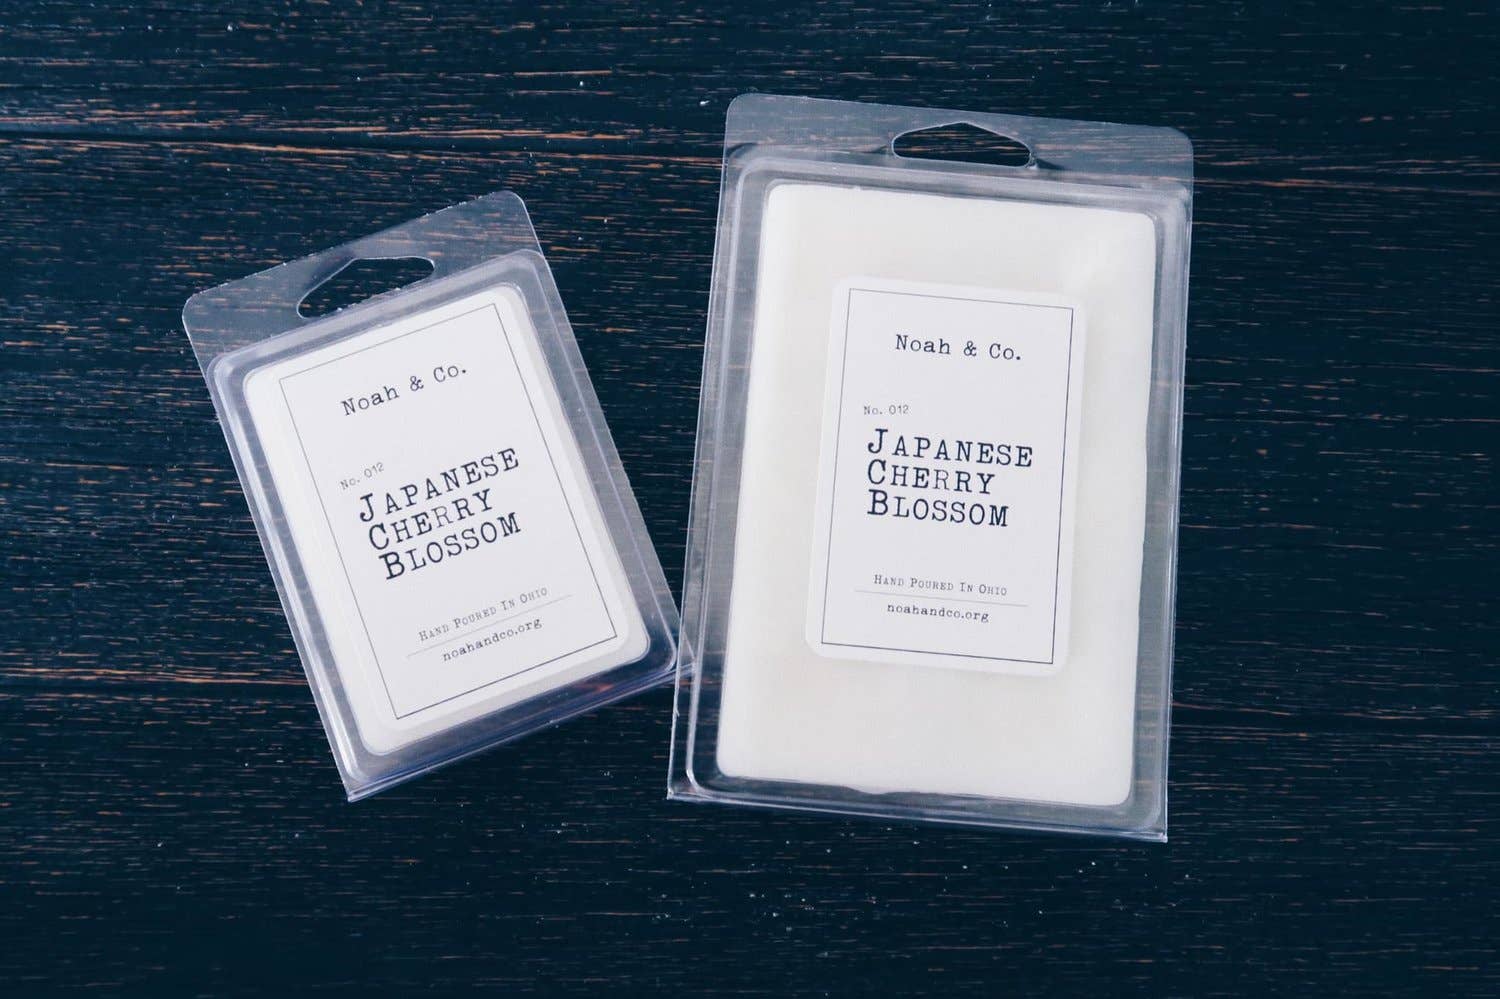 Noah & Co.
No. 012
JAPANESE
CHERRY
BLOSSOM
HAND POURED IN OHIO
noahandco.org
Noah & Co.
No. 012
JAPANESE
CHERRY
BLOSSOM
HAND POURED IN OHIO
noahandco.org